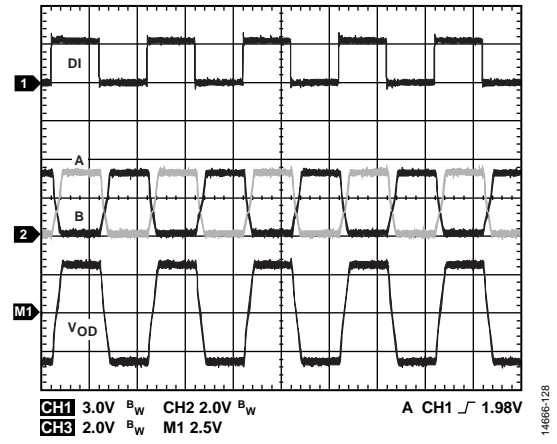 DI
1
A
B
2
M1
VOD
CH1 3.0V BW CH2 2.0V BW A CH1 1.98V
CH3 2.0V BW M1 2.5V
14666-128